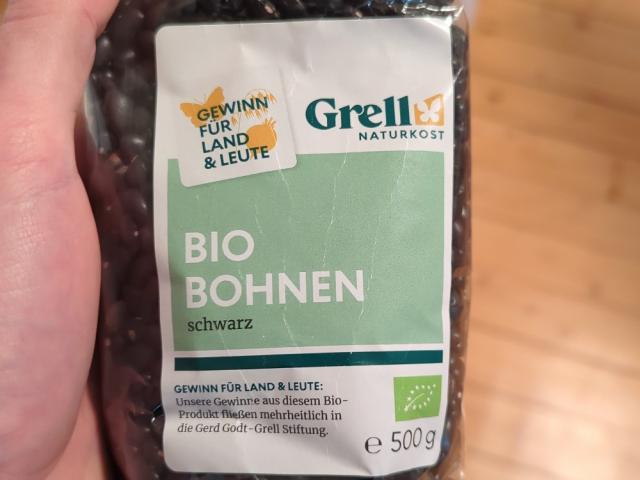 GEWINN
FÜR
LAND
& LEUTE
Grell
NATURKOST
BIO
BOHNEN
schwarz
GEWINN FÜR LAND & LEUTE:
Unsere Gewinne aus diesem Bio-
Produkt fließen mehrheitlich in
die Gerd Godt-Grell Stiftung.
e 500 g